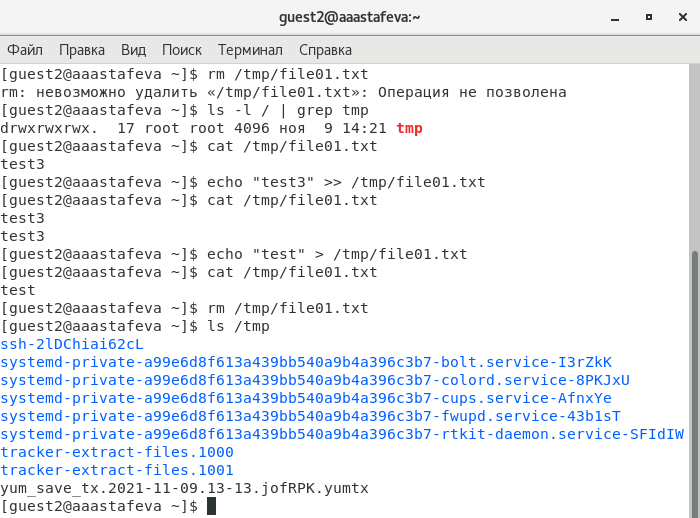 guest2@aaastafeva:~
Файл Правка Вид Поиск Терминал Справка
[guest2@aaastafeva ~]$ rm /tmp/file01.txt
rm: невозможно удалить «/tmp/file01.txt»: Операция не позволена
[guest2@aaastafeva ~]$ ls -l / | grep tmp
drwxrwxrwx.  17 root root 4096 ноя  9 14:21 tmp
[guest2@aaastafeva ~]$ cat /tmp/file01.txt
test3
[guest2@aaastafeva ~]$ echo "test3" >> /tmp/file01.txt
[guest2@aaastafeva ~]$ cat /tmp/file01.txt
test3
test3
[guest2@aaastafeva ~]$ echo "test" > /tmp/file01.txt
[guest2@aaastafeva ~]$ cat /tmp/file01.txt
test
[guest2@aaastafeva ~]$ rm /tmp/file01.txt
[guest2@aaastafeva ~]$ ls /tmp
ssh-2lDChiai62cL
systemd-private-a99e6d8f613a439bb540a9b4a396c3b7-bolt.service-I3rZkK
systemd-private-a99e6d8f613a439bb540a9b4a396c3b7-colord.service-8PKJxU
systemd-private-a99e6d8f613a439bb540a9b4a396c3b7-cups.service-AfnxYe
systemd-private-a99e6d8f613a439bb540a9b4a396c3b7-fwupd.service-43b1sT
systemd-private-a99e6d8f613a439bb540a9b4a396c3b7-rtkit-daemon.service-SFIdIW
tracker-extract-files.1000
tracker-extract-files.1001
yum_save_tx.2021-11-09.13-13.jofRPK.yumtx
[guest2@aaastafeva ~]$